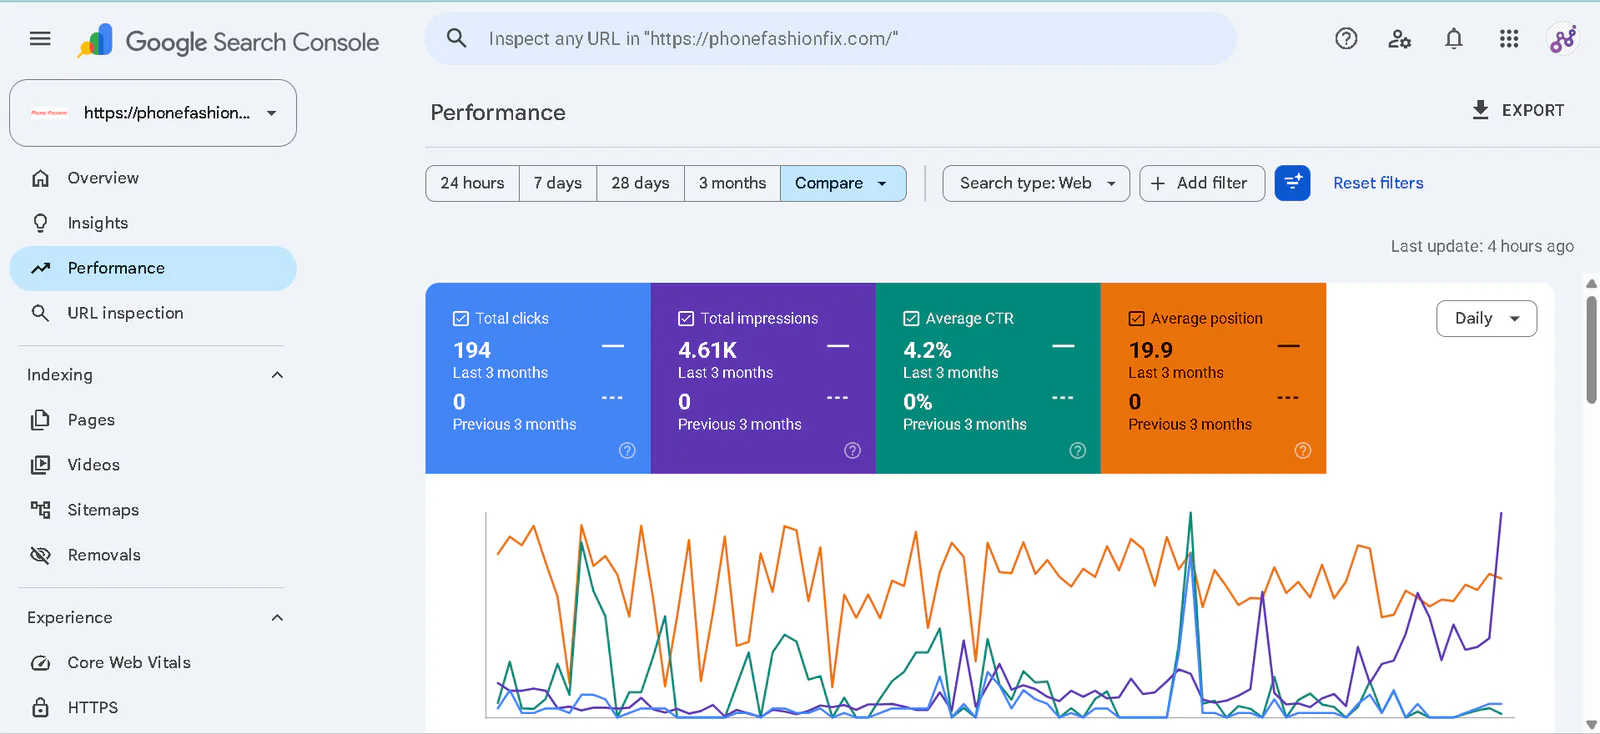 Google Search Console
Inspect any URL in "https://phonefashionfix.com/"
https://phonefashion...
Performance
EXPORT
24 hours
7 days
28 days
3 months
Compare
Search type: Web
Add filter
Reset filters
Last update: 4 hours ago
Overview
Insights
Performance
URL inspection
Indexing
Pages
Videos
Sitemaps
Removals
Experience
Core Web Vitals
HTTPS
Total clicks
194
Last 3 months
0
Previous 3 months
Total impressions
4.61K
Last 3 months
0
Previous 3 months
Average CTR
4.2%
Last 3 months
0%
Previous 3 months
Average position
19.9
Last 3 months
0
Previous 3 months
Daily